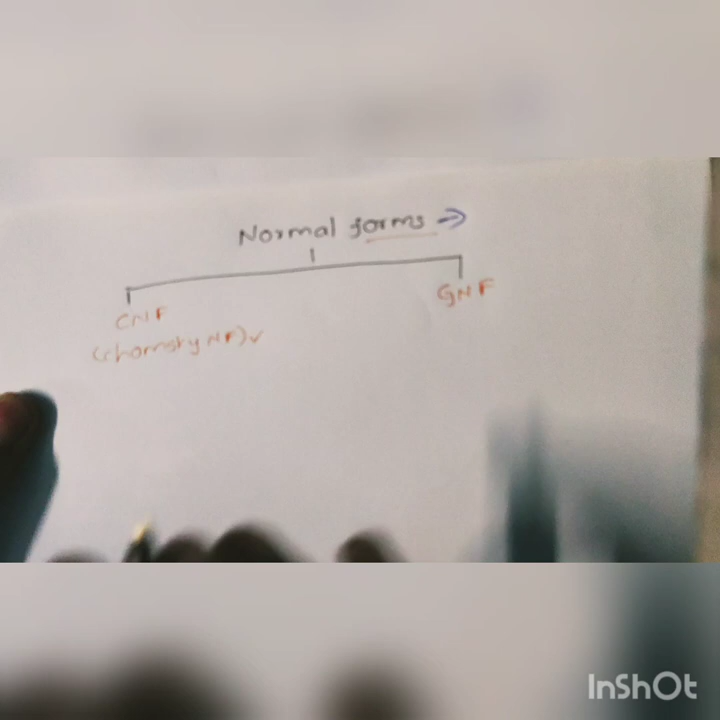 Normal forms →
CNF
GNF
(Chomsky NF) ✓
InShOt